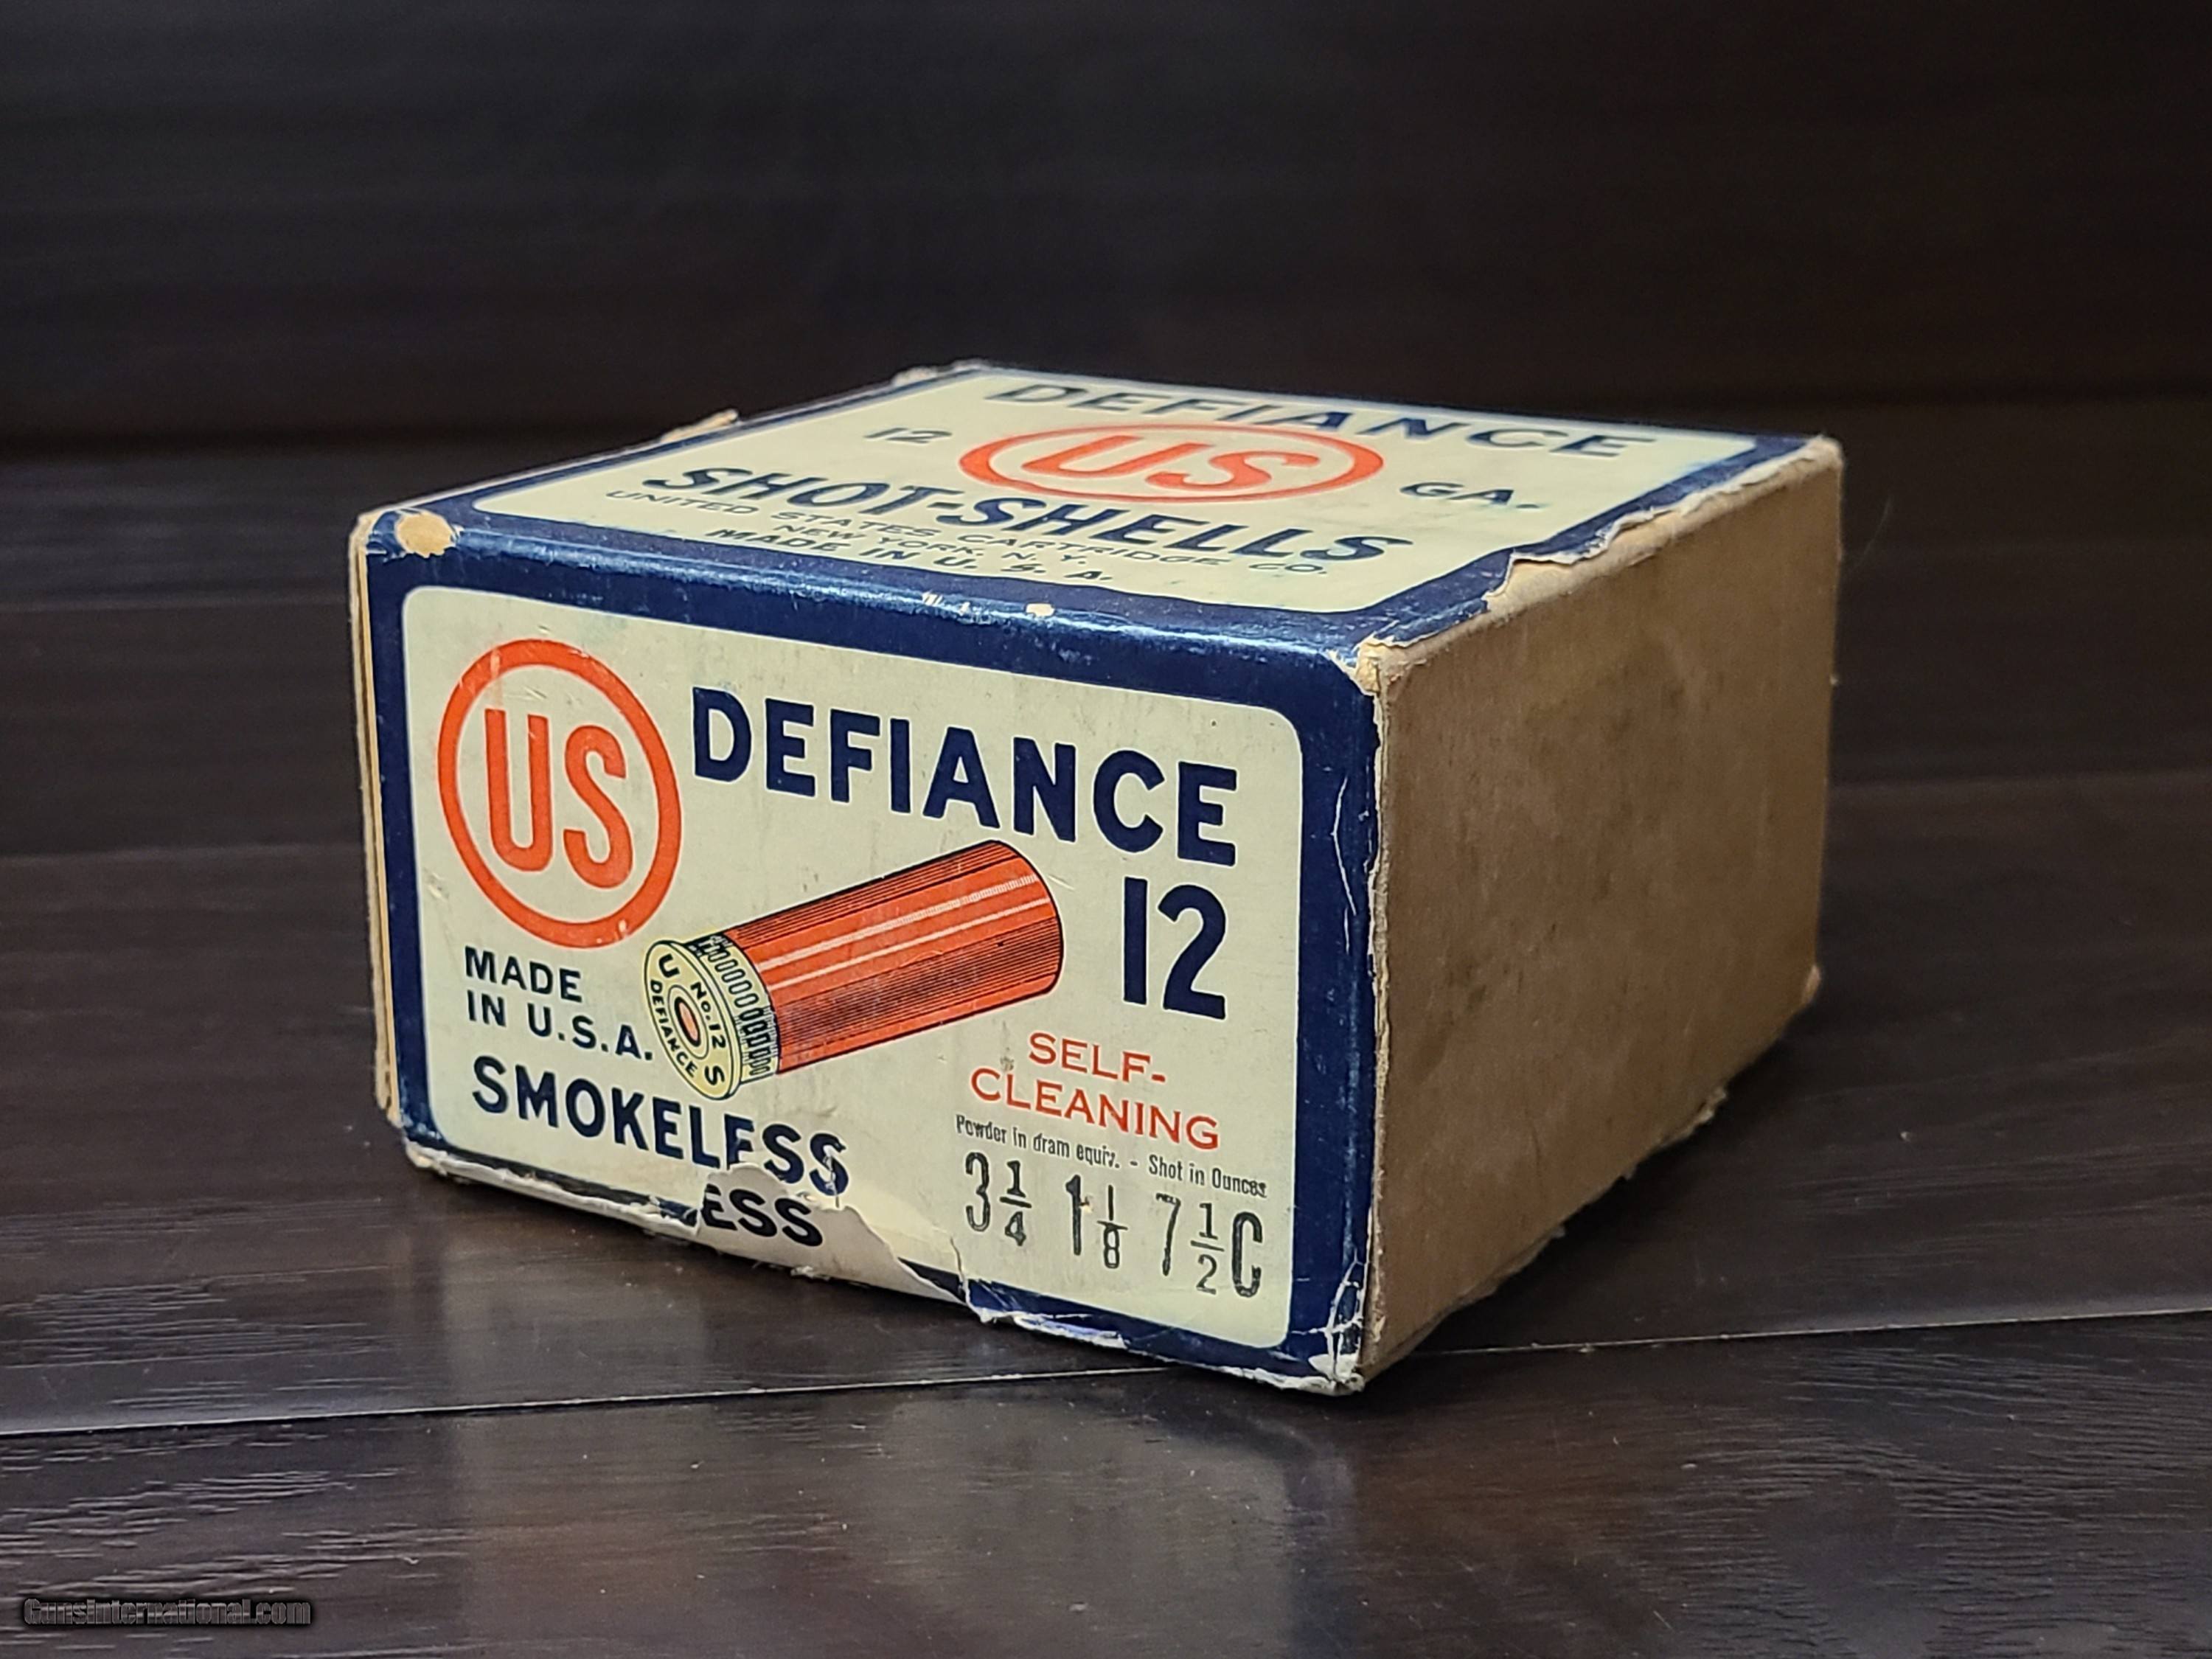 DEFIANCE
12 US GA.
SHOT-SHELLS
UNITED STATES CARTRIDGE CO.
NEW YORK, N.Y.
MADE IN U.S.A.
US
DEFIANCE
12
U No.12 S
DEFIANCE
MADE
IN U.S.A.
SMOKELESS
ESS
SELF-
CLEANING
Powder in dram equiv. - Shot in Ounces
3 1/4 1 1/8 7 1/2 C
GunsInternational.com